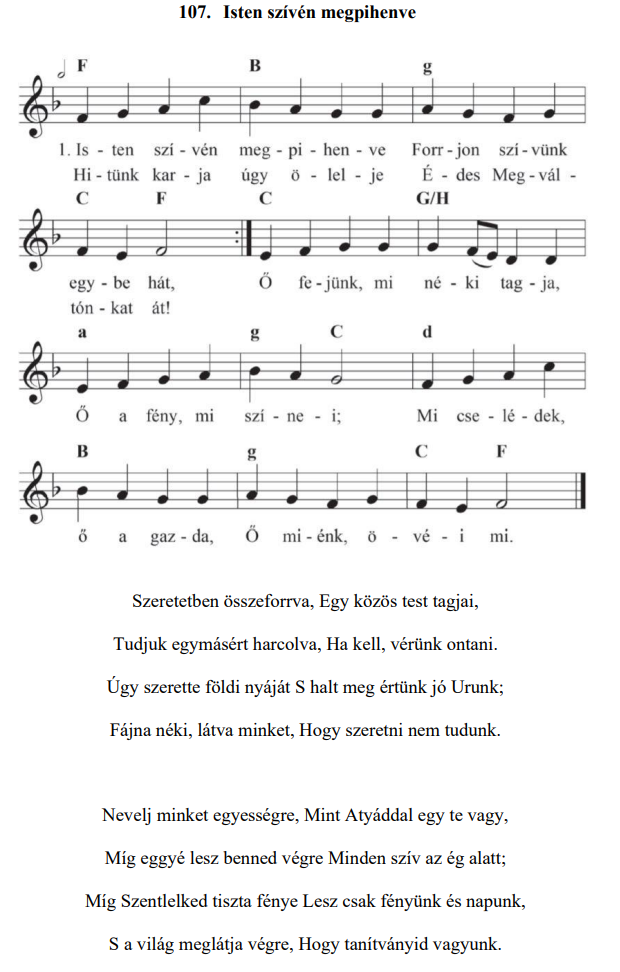 107. Isten szívén megpihenve
F B g
1. Is - ten szí - vén meg - pi - hen - ve Forr - jon szí - vünk
Hi - tünk kar - ja úgy ö - lel - je É - des Meg - vál -
C F C G/H
egy - be hát, Ő fe - jünk, mi né - ki tag - ja,
tón - kat át!
a g C d
Ő a fény, mi szí - ne - i; Mi cse - lé - dek,
B g C F
ő a gaz - da, Ő mi - énk, ö - vé - i mi.
Szeretetben összeforrva, Egy közös test tagjai,
Tudjuk egymásért harcolva, Ha kell, vérünk ontani.
Úgy szerette földi nyáját S halt meg értünk jó Urunk;
Fájna néki, látva minket, Hogy szeretni nem tudunk.
Nevelj minket egyességre, Mint Atyáddal egy te vagy,
Míg eggyé lesz benned végre Minden szív az ég alatt;
Míg Szentlelked tiszta fénye Lesz csak fényünk és napunk,
S a világ meglátja végre, Hogy tanítványid vagyunk.